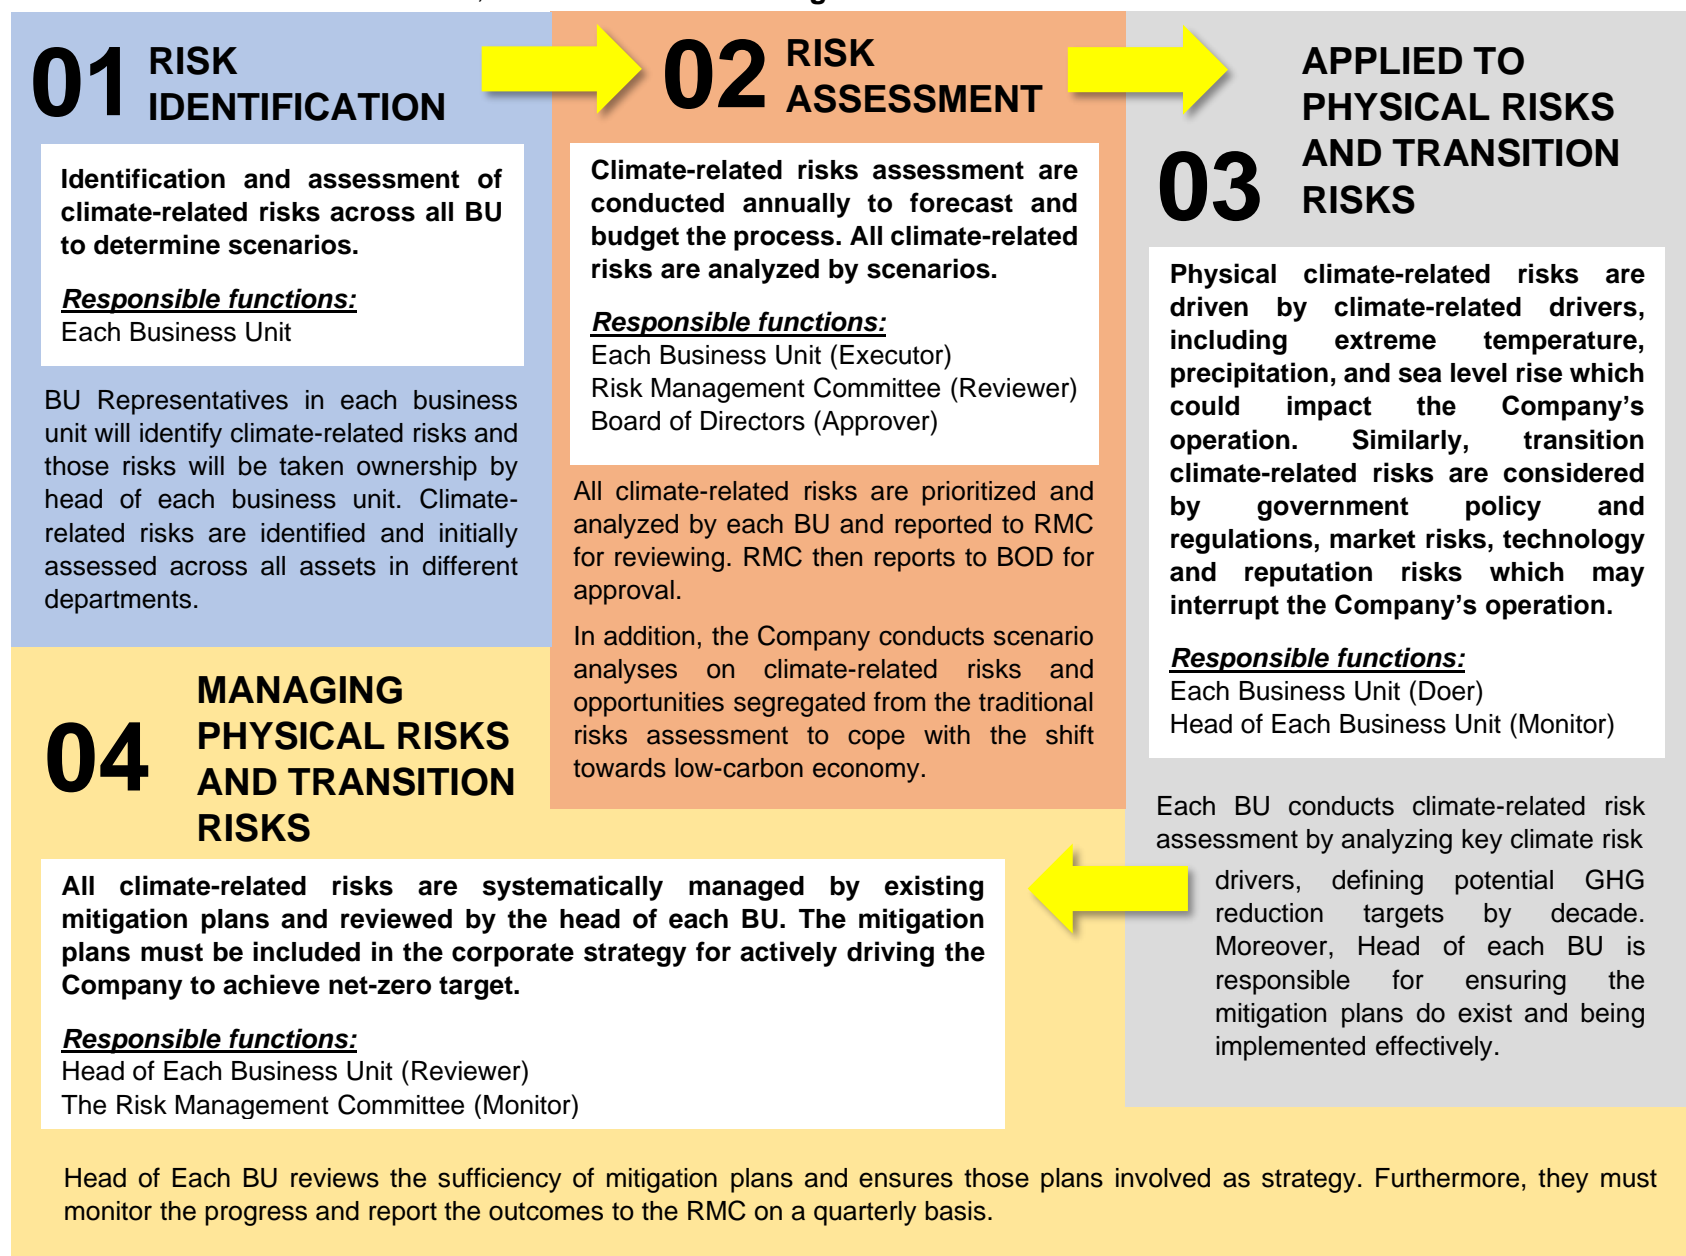 01 RISK
IDENTIFICATION
Identification and assessment of
climate-related risks across all BU
to determine scenarios.
Responsible functions:
Each Business Unit
BU Representatives in each business
unit will identify climate-related risks and
those risks will be taken ownership by
head of each business unit. Climate-
related risks are identified and initially
assessed across all assets in different
departments.
02 RISK
ASSESSMENT
Climate-related risks assessment are
conducted annually to forecast and
budget the process. All climate-related
risks are analyzed by scenarios.
Responsible functions:
Each Business Unit (Executor)
Risk Management Committee (Reviewer)
Board of Directors (Approver)
All climate-related risks are prioritized and
analyzed by each BU and reported to RMC
for reviewing. RMC then reports to BOD for
approval.
In addition, the Company conducts scenario
analyses on climate-related risks and
opportunities segregated from the traditional
risks assessment to cope with the shift
towards low-carbon economy.
03
APPLIED TO
PHYSICAL RISKS
AND TRANSITION
RISKS
Physical climate-related risks are
driven by climate-related drivers,
including extreme temperature,
precipitation, and sea level rise which
could impact the Company's
operation. Similarly, transition
climate-related risks are considered
by government policy and
regulations, market risks, technology
and reputation risks which may
interrupt the Company's operation.
Responsible functions:
Each Business Unit (Doer)
Head of Each Business Unit (Monitor)
Each BU conducts climate-related risk
assessment by analyzing key climate risk
drivers, defining potential GHG
reduction targets by decade.
Moreover, Head of each BU is
responsible for ensuring the
mitigation plans do exist and being
implemented effectively.
04
MANAGING
PHYSICAL RISKS
AND TRANSITION
RISKS
All climate-related risks are systematically managed by existing
mitigation plans and reviewed by the head of each BU. The mitigation
plans must be included in the corporate strategy for actively driving the
Company to achieve net-zero target.
Responsible functions:
Head of Each Business Unit (Reviewer)
The Risk Management Committee (Monitor)
Head of Each BU reviews the sufficiency of mitigation plans and ensures those plans involved as strategy. Furthermore, they must
monitor the progress and report the outcomes to the RMC on a quarterly basis.